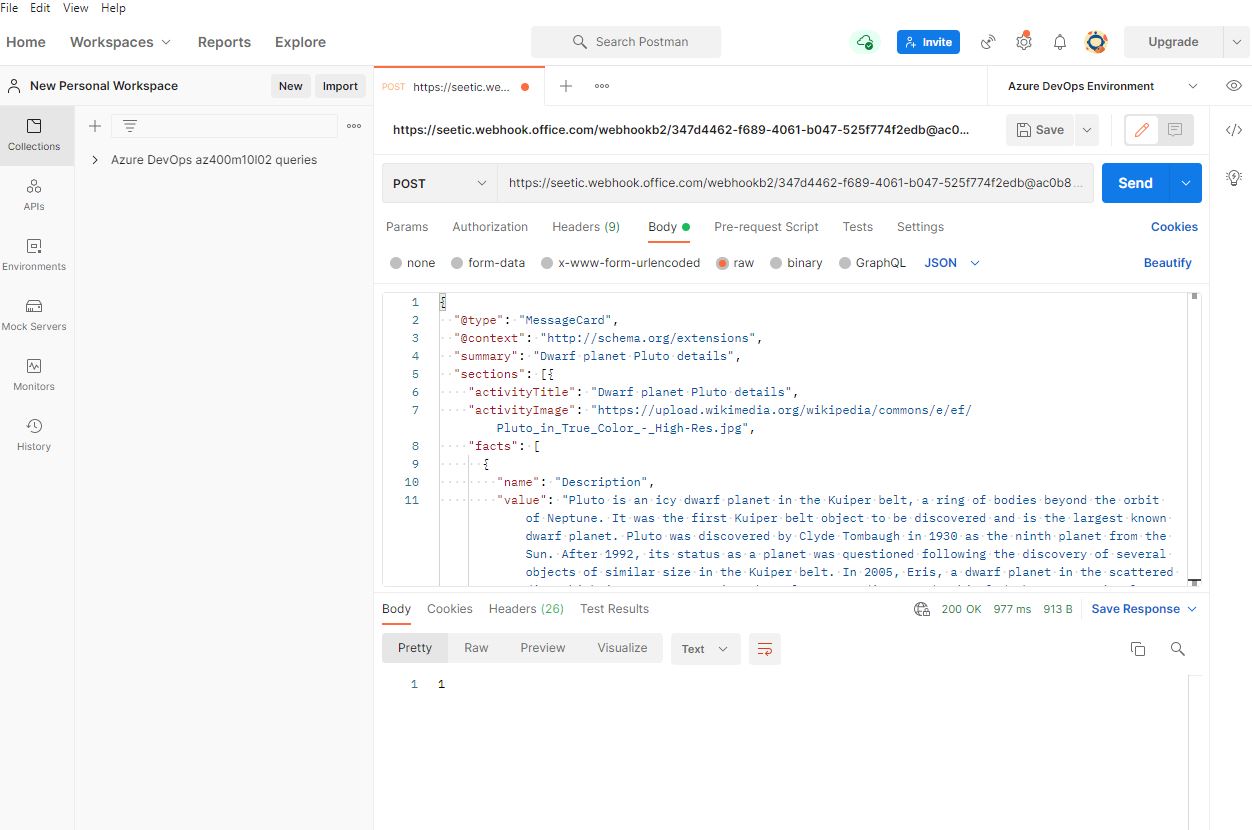 File Edit View Help
Home Workspaces Reports Explore Search Postman Invite Upgrade
New Personal Workspace New Import POST https://seetic.we... Azure DevOps Environment
Collections
Azure DevOps az400m10l02 queries
APIs
Environments
Mock Servers
Monitors
History
https://seetic.webhook.office.com/webhookb2/347d4462-f689-4061-b047-525f774f2edb@ac0... Save
POST https://seetic.webhook.office.com/webhookb2/347d4462-f689-4061-b047-525f774f2edb@ac0b8... Send
Params Authorization Headers (9) Body Pre-request Script Tests Settings Cookies
none form-data x-www-form-urlencoded raw binary GraphQL JSON Beautify
1 {
2 "@type": "MessageCard",
3 "@context": "http://schema.org/extensions",
4 "summary": "Dwarf planet Pluto details",
5 "sections": [{
6 "activityTitle": "Dwarf planet Pluto details",
7 "activityImage": "https://upload.wikimedia.org/wikipedia/commons/e/ef/
Pluto_in_True_Color_-_High-Res.jpg",
8 "facts": [
9 {
10 "name": "Description",
11 "value": "Pluto is an icy dwarf planet in the Kuiper belt, a ring of bodies beyond the orbit
of Neptune. It was the first Kuiper belt object to be discovered and is the largest known
dwarf planet. Pluto was discovered by Clyde Tombaugh in 1930 as the ninth planet from the
Sun. After 1992, its status as a planet was questioned following the discovery of several
objects of similar size in the Kuiper belt. In 2005, Eris, a dwarf planet in the scattered
Body Cookies Headers (26) Test Results 200 OK 977 ms 913 B Save Response
Pretty Raw Preview Visualize Text
1 1